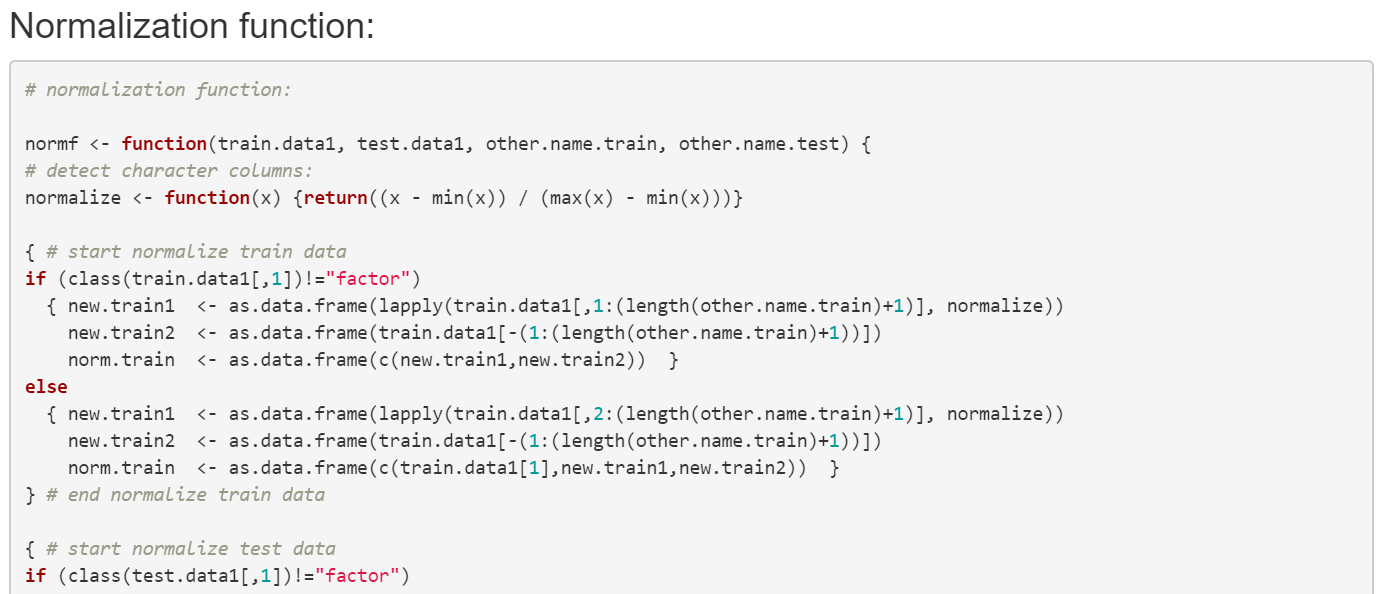 Normalization function:
# normalization function:
normf <- function(train.data1, test.data1, other.name.train, other.name.test) {
# detect character columns:
normalize <- function(x) {return((x - min(x)) / (max(x) - min(x)))}
{ # start normalize train data
if (class(train.data1[,1])!="factor")
  { new.train1  <- as.data.frame(lapply(train.data1[,1:(length(other.name.train)+1)], normalize))
    new.train2  <- as.data.frame(train.data1[-(1:(length(other.name.train)+1))])
    norm.train  <- as.data.frame(c(new.train1,new.train2))  }
else
  { new.train1  <- as.data.frame(lapply(train.data1[,2:(length(other.name.train)+1)], normalize))
    new.train2  <- as.data.frame(train.data1[-(1:(length(other.name.train)+1))])
    norm.train  <- as.data.frame(c(train.data1[1],new.train1,new.train2))  }
} # end normalize train data
{ # start normalize test data
if (class(test.data1[,1])!="factor")